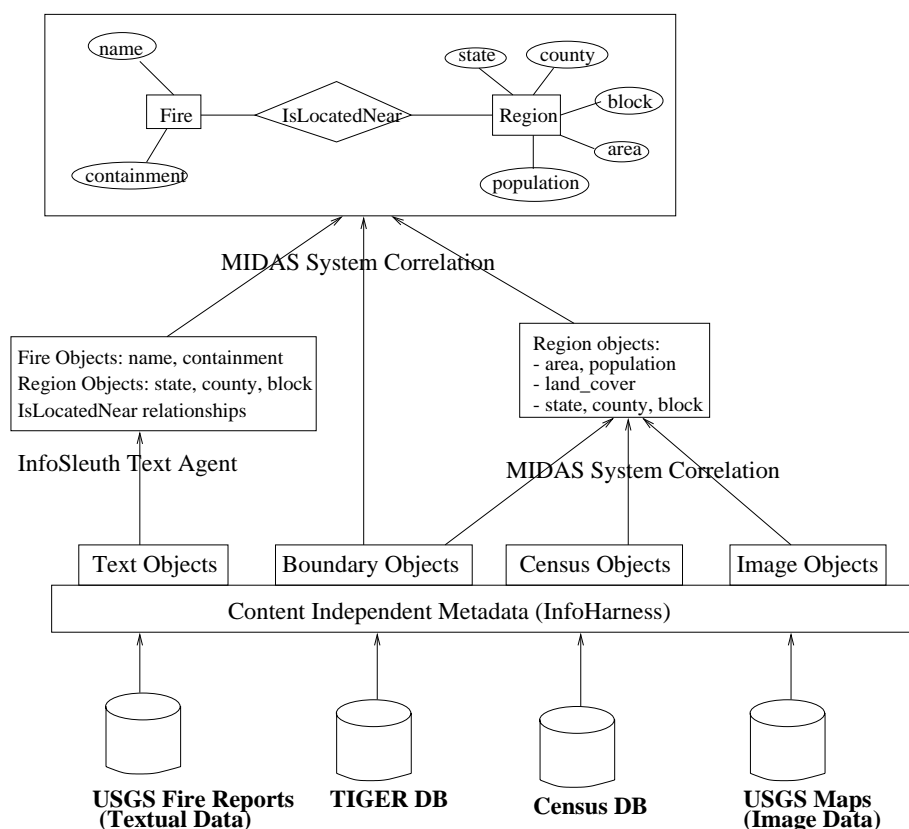 name
state
county
Fire
IsLocatedNear
Region
block
area
containment
population
MIDAS System Correlation
Fire Objects: name, containment
Region Objects: state, county, block
IsLocatedNear relationships
Region objects:
- area, population
- land_cover
- state, county, block
InfoSleuth Text Agent
MIDAS System Correlation
Text Objects
Boundary Objects
Census Objects
Image Objects
Content Independent Metadata (InfoHarness)
USGS Fire Reports
(Textual Data)
TIGER DB
Census DB
USGS Maps
(Image Data)